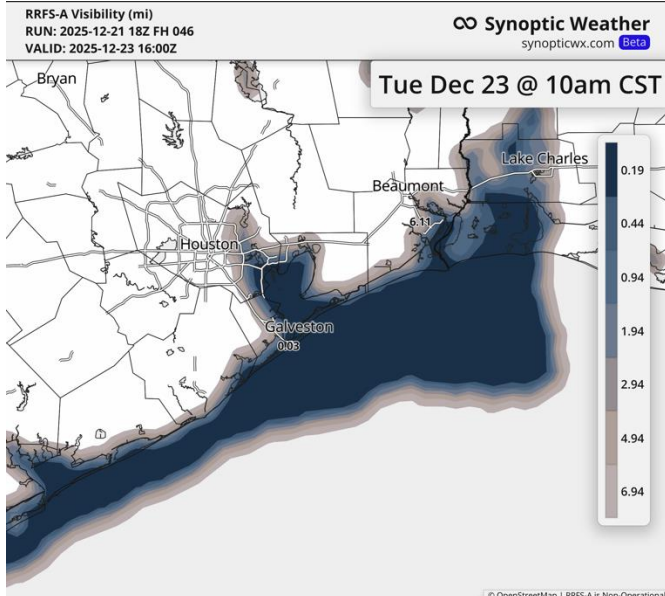 RRFS-A Visibility (mi)
RUN: 2025-12-21 18Z FH 046
VALID: 2025-12-23 16:00Z
Synoptic Weather
synopticwx.com Beta
Tue Dec 23 @ 10am CST
Bryan
Lake Charles
Beaumont
6.11
Houston
Galveston
0.03
0.19
0.44
0.94
1.94
2.94
4.94
6.94
© OpenStreetMap | RRFS-A is Non-Operational